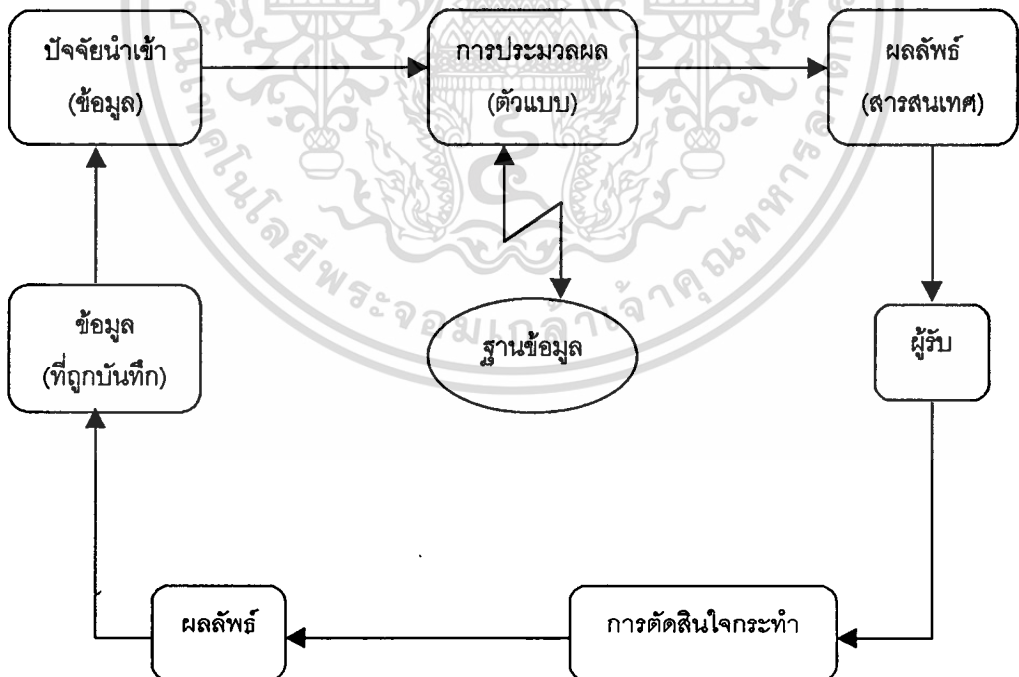 ปัจจัยนำเข้า
(ข้อมูล)
การประมวลผล
(ตัวแบบ)
ผลลัพธ์
(สารสนเทศ)
ข้อมูล
(ที่ถูกบันทึก)
ฐานข้อมูล
ผู้รับ
ผลลัพธ์
การตัดสินใจกระทำ